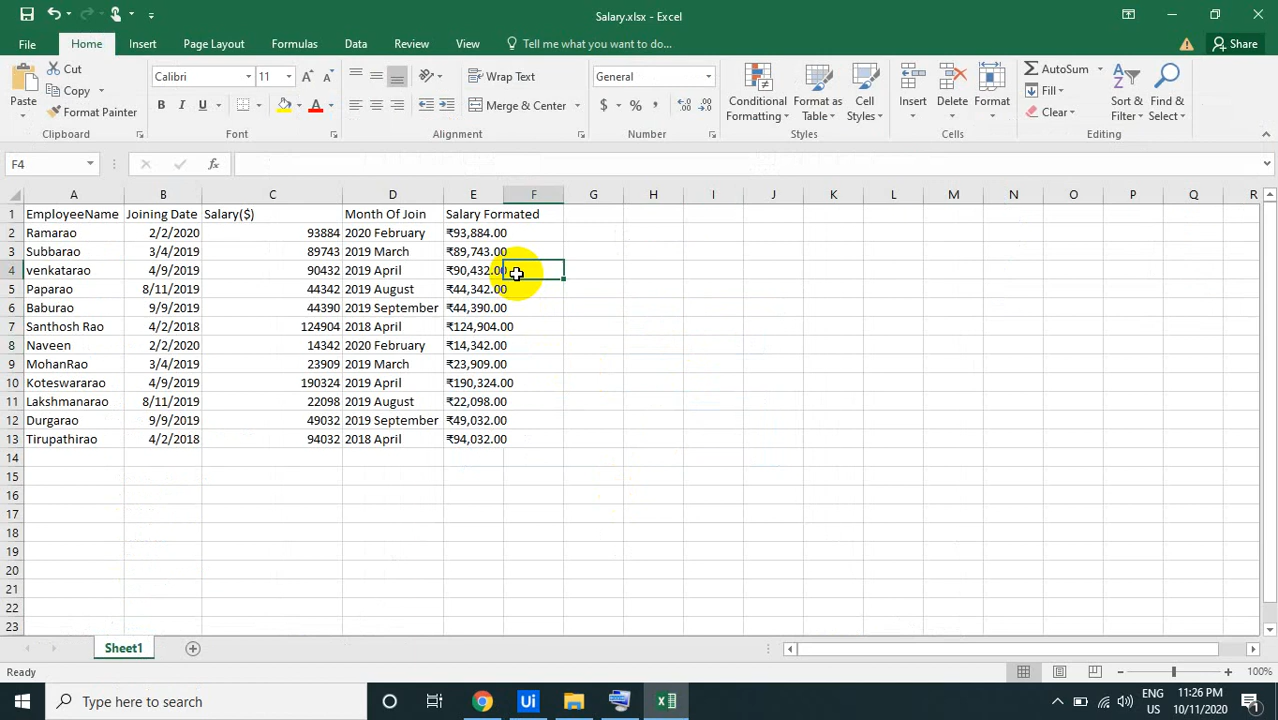 Salary.xlsx - Excel
File Home Insert Page Layout Formulas Data Review View Tell me what you want to do... Share
Cut
Copy
Format Painter
Paste
Clipboard
Calibri 11
B I U
Font
Wrap Text
Merge & Center
Alignment
General
$ % ,
Number
Conditional Formatting
Format as Table
Cell Styles
Styles
Insert Delete Format
Cells
AutoSum
Fill
Clear
Sort & Filter
Find & Select
Editing
F4 fx
A B C D E F G H I J K L M N O P Q R
1 EmployeeName Joining Date Salary($) Month Of Join Salary Formated
2 Ramarao 2/2/2020 93884 2020 February ₹93,884.00
3 Subbarao 3/4/2019 89743 2019 March ₹89,743.00
4 venkatarao 4/9/2019 90432 2019 April ₹90,432.00
5 Paparao 8/11/2019 44342 2019 August ₹44,342.00
6 Baburao 9/9/2019 44390 2019 September ₹44,390.00
7 Santhosh Rao 4/2/2018 124904 2018 April ₹124,904.00
8 Naveen 2/2/2020 14342 2020 February ₹14,342.00
9 MohanRao 3/4/2019 23909 2019 March ₹23,909.00
10 Koteswararao 4/9/2019 190324 2019 April ₹190,324.00
11 Lakshmanarao 8/11/2019 22098 2019 August ₹22,098.00
12 Durgarao 9/9/2019 49032 2019 September ₹49,032.00
13 Tirupathirao 4/2/2018 94032 2018 April ₹94,032.00
14
15
16
17
18
19
20
21
22
23
Sheet1
Ready 100%
Type here to search
Ui
ENG
US
11:26 PM
10/11/2020
1